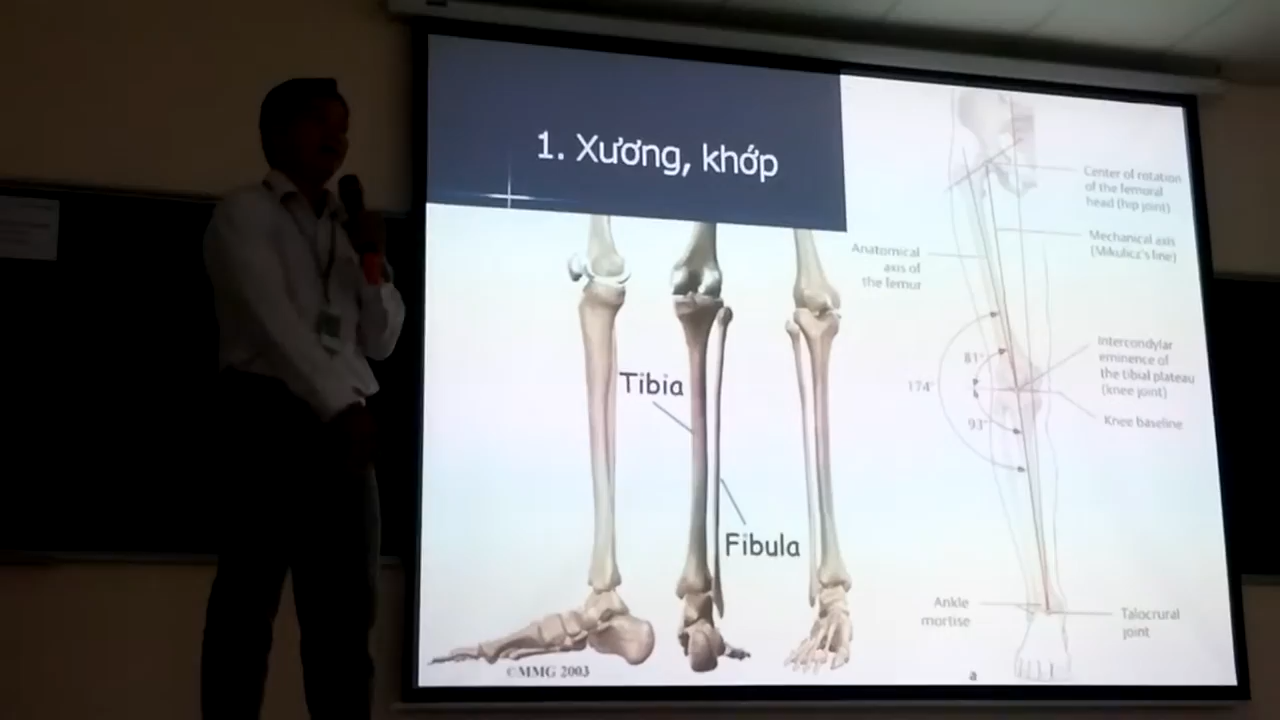 1. Xương, khớp
Tibia
Fibula
©MMG 2003
Center of rotation
of the femoral
head (hip joint)
Mechanical axis
(Mikulicz's line)
Anatomical
axis of
the femur
Intercondylar
eminence of
the tibial plateau
(knee joint)
Knee baseline
81°
174°
93°
Ankle
mortise
Talocrural
joint
a